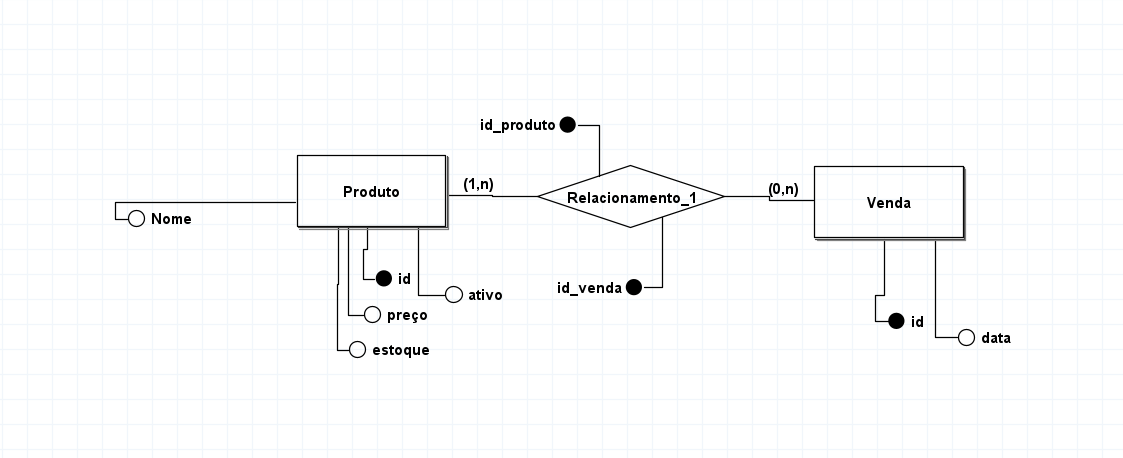 id_produto
Produto
(1,n)
Relacionamento_1
(0,n)
Venda
Nome
id
ativo
id_venda
preço
estoque
id
data